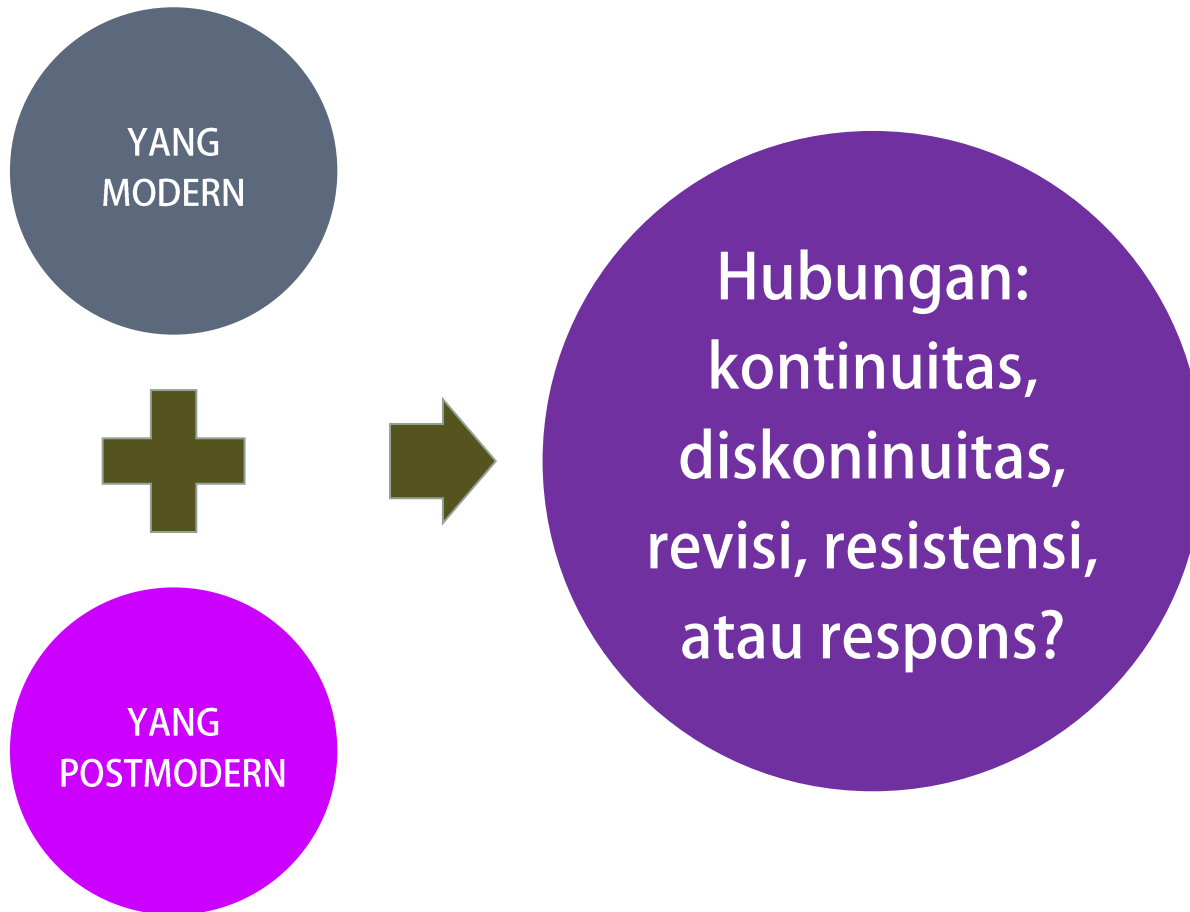 YANG
MODERN
YANG
POSTMODERN
Hubungan:
kontinuitas,
diskoninuitas,
revisi, resistensi,
atau respons?